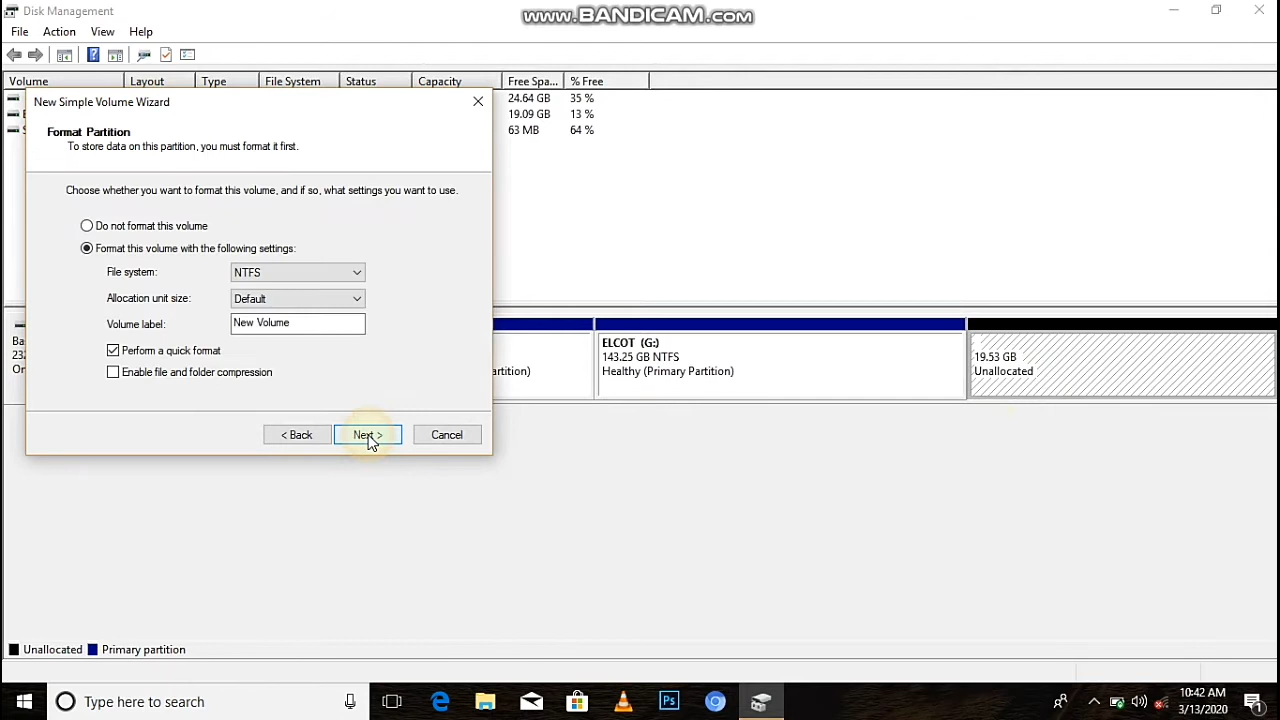 Disk Management
www.BANDICAM.com
File Action View Help
Volume Layout Type File System Status Capacity Free Spa... % Free
24.64 GB 35 %
19.09 GB 13 %
63 MB 64 %
New Simple Volume Wizard
Format Partition
To store data on this partition, you must format it first.
Choose whether you want to format this volume, and if so, what settings you want to use.
Do not format this volume
Format this volume with the following settings:
File system: NTFS
Allocation unit size: Default
Volume label: New Volume
Perform a quick format
Enable file and folder compression
< Back Next > Cancel
Ba
232
On
artition)
ELCOT (G:)
143.25 GB NTFS
Healthy (Primary Partition)
19.53 GB
Unallocated
Unallocated Primary partition
Type here to search
10:42 AM
3/13/2020
1